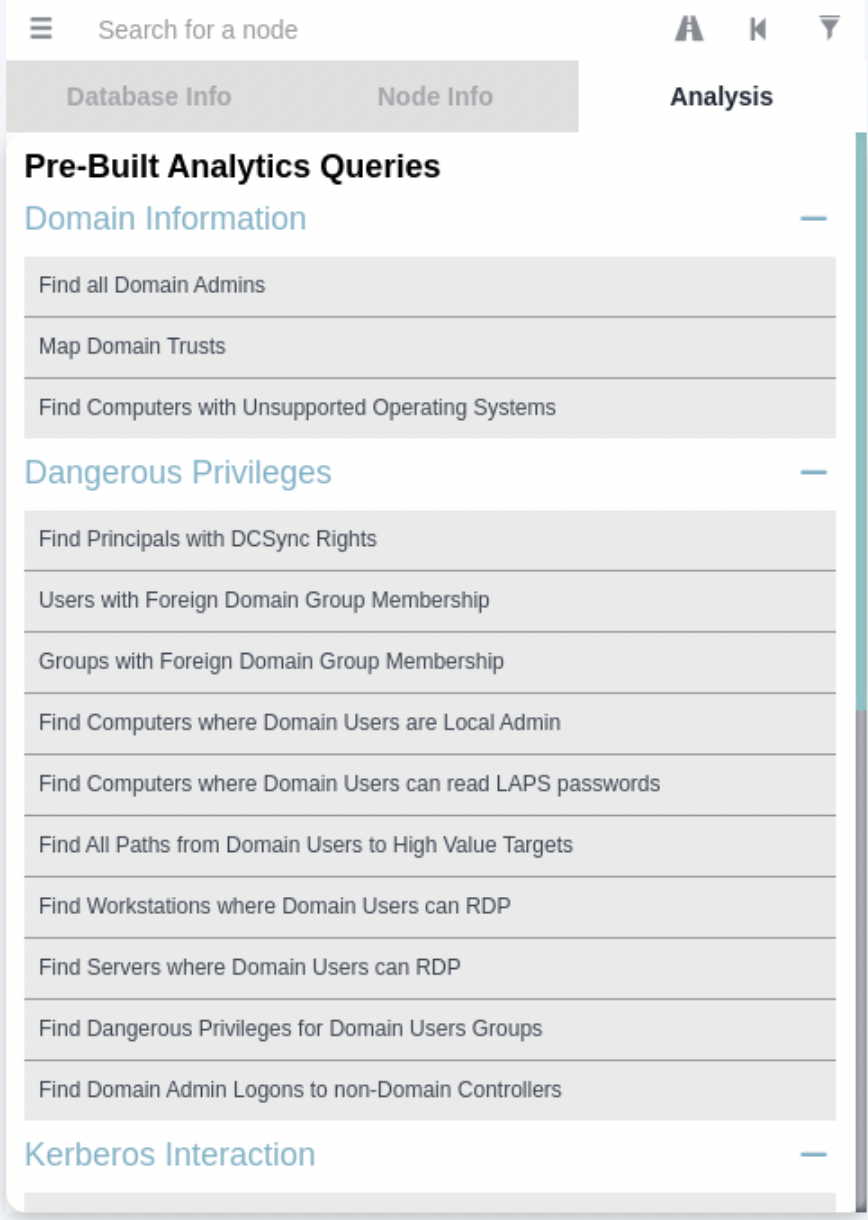 Search for a node
Database Info
Node Info
Analysis
Pre-Built Analytics Queries
Domain Information
Find all Domain Admins
Map Domain Trusts
Find Computers with Unsupported Operating Systems
Dangerous Privileges
Find Principals with DCSync Rights
Users with Foreign Domain Group Membership
Groups with Foreign Domain Group Membership
Find Computers where Domain Users are Local Admin
Find Computers where Domain Users can read LAPS passwords
Find All Paths from Domain Users to High Value Targets
Find Workstations where Domain Users can RDP
Find Servers where Domain Users can RDP
Find Dangerous Privileges for Domain Users Groups
Find Domain Admin Logons to non-Domain Controllers
Kerberos Interaction